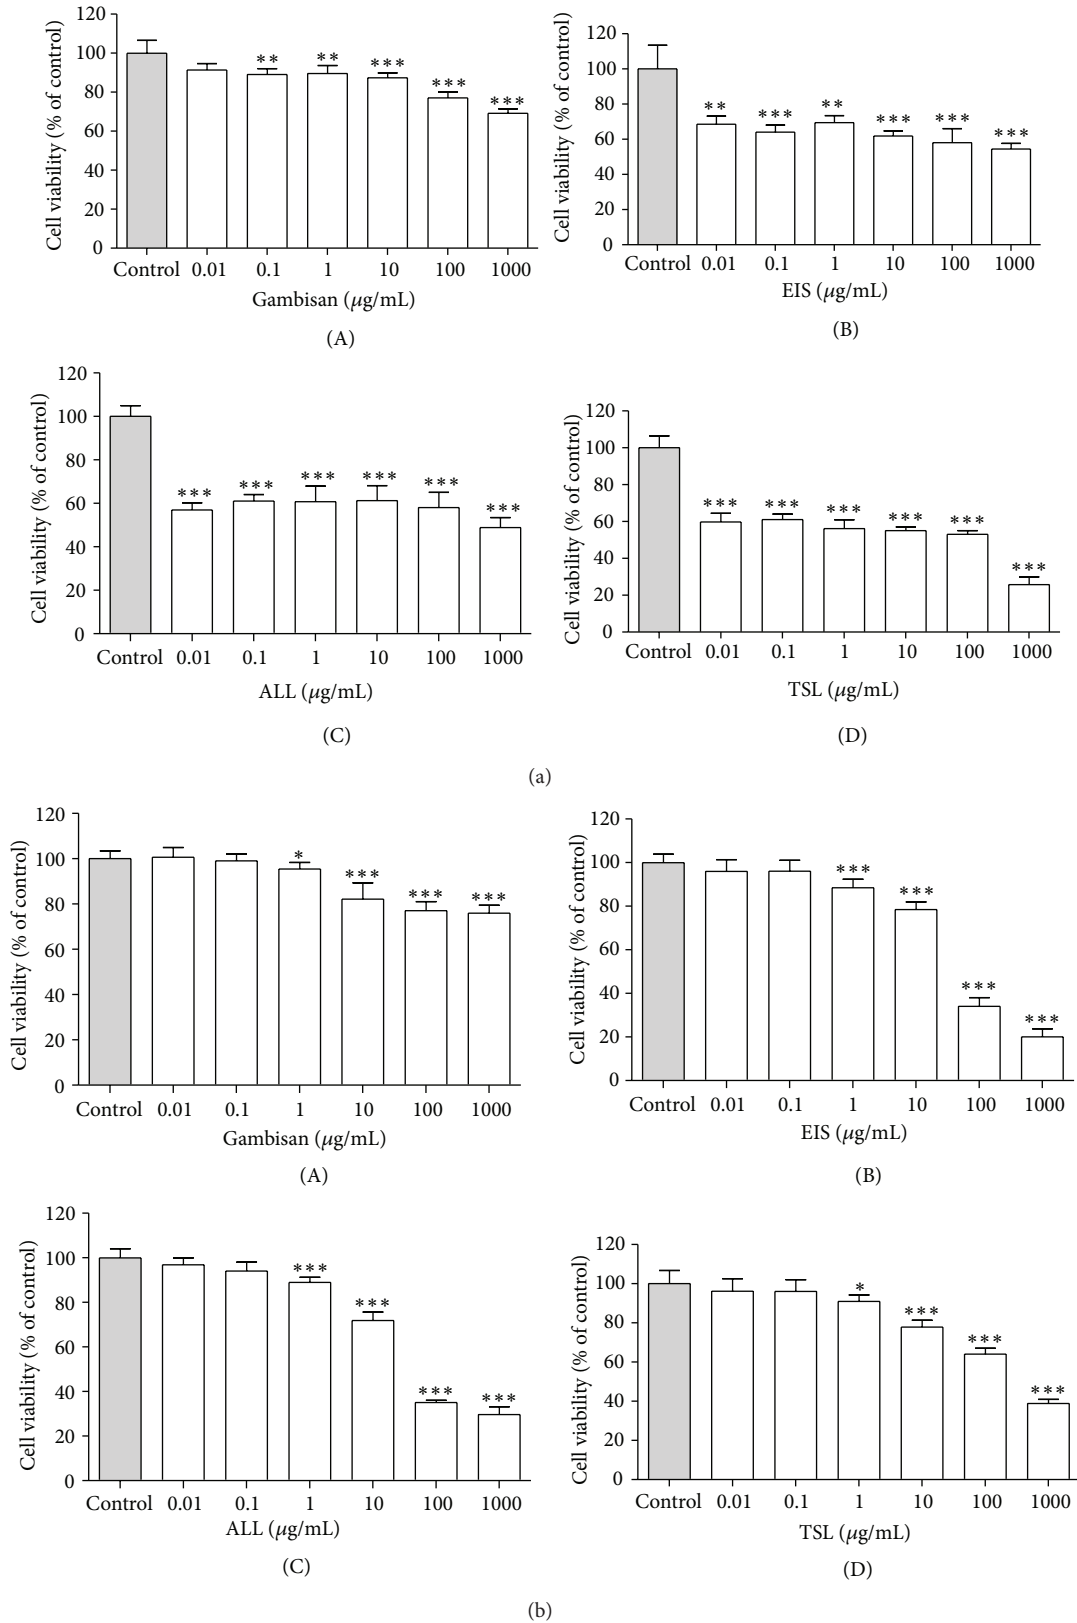 120
100
80
60
40
20
0
Cell viability (% of control)
** ** *** *** ***
Control 0.01 0.1 1 10 100 1000
Gambisan (μg/mL)
(A)
120
100
80
60
40
20
0
Cell viability (% of control)
** *** ** *** *** ***
Control 0.01 0.1 1 10 100 1000
EIS (μg/mL)
(B)
120
100
80
60
40
20
0
Cell viability (% of control)
*** *** *** *** *** ***
Control 0.01 0.1 1 10 100 1000
ALL (μg/mL)
(C)
120
100
80
60
40
20
0
Cell viability (% of control)
*** *** *** *** *** ***
Control 0.01 0.1 1 10 100 1000
TSL (μg/mL)
(D)
(a)
120
100
80
60
40
20
0
Cell viability (% of control)
* *** *** ***
Control 0.01 0.1 1 10 100 1000
Gambisan (μg/mL)
(A)
120
100
80
60
40
20
0
Cell viability (% of control)
*** *** *** ***
Control 0.01 0.1 1 10 100 1000
EIS (μg/mL)
(B)
120
100
80
60
40
20
0
Cell viability (% of control)
*** *** *** ***
Control 0.01 0.1 1 10 100 1000
ALL (μg/mL)
(C)
120
100
80
60
40
20
0
Cell viability (% of control)
* *** *** ***
Control 0.01 0.1 1 10 100 1000
TSL (μg/mL)
(D)
(b)